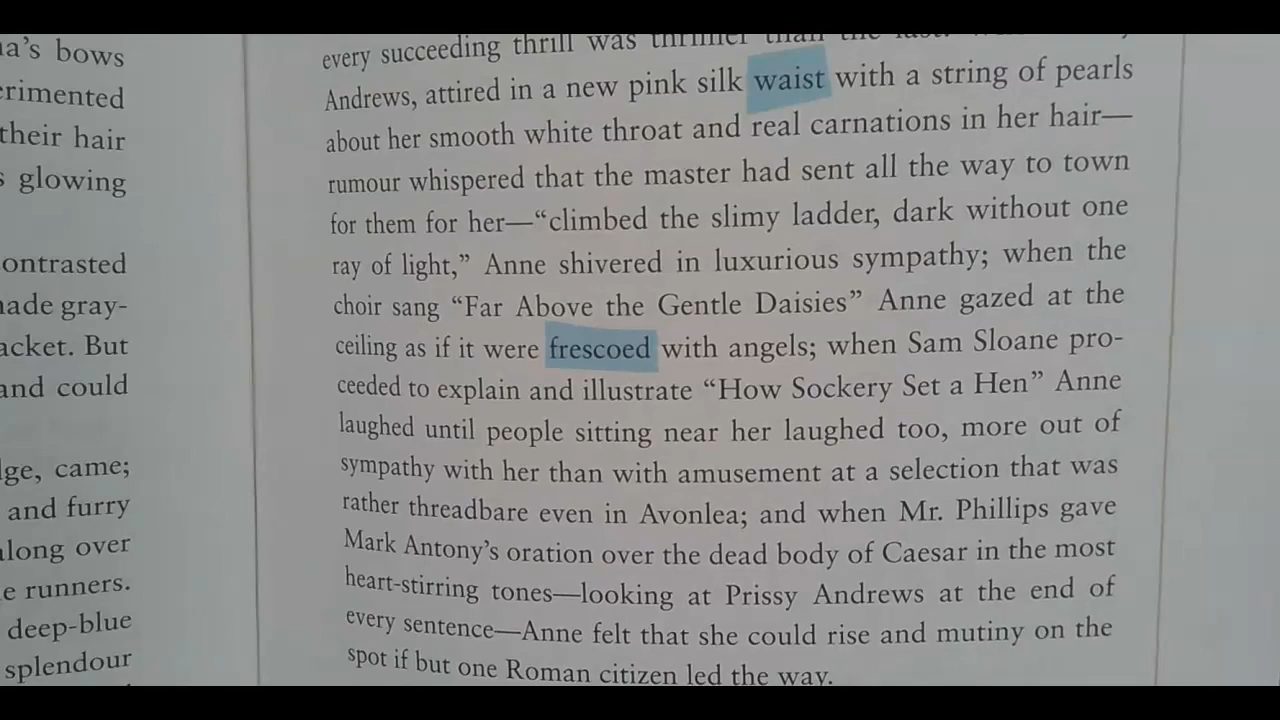 a's bows
erimented
their hair
s glowing
ontrasted
made gray-
acket. But
and could
lge, came;
and furry
along over
e runners.
deep-blue
splendour
every succeeding thrill was thrillier than the last.
Andrews, attired in a new pink silk waist with a string of pearls
about her smooth white throat and real carnations in her hair—
rumour whispered that the master had sent all the way to town
for them for her—“climbed the slimy ladder, dark without one
ray of light,” Anne shivered in luxurious sympathy; when the
choir sang “Far Above the Gentle Daisies” Anne gazed at the
ceiling as if it were frescoed with angels; when Sam Sloane pro-
ceeded to explain and illustrate “How Sockery Set a Hen” Anne
laughed until people sitting near her laughed too, more out of
sympathy with her than with amusement at a selection that was
rather threadbare even in Avonlea; and when Mr. Phillips gave
Mark Antony’s oration over the dead body of Caesar in the most
heart-stirring tones—looking at Prissy Andrews at the end of
every sentence—Anne felt that she could rise and mutiny on the
spot if but one Roman citizen led the way.